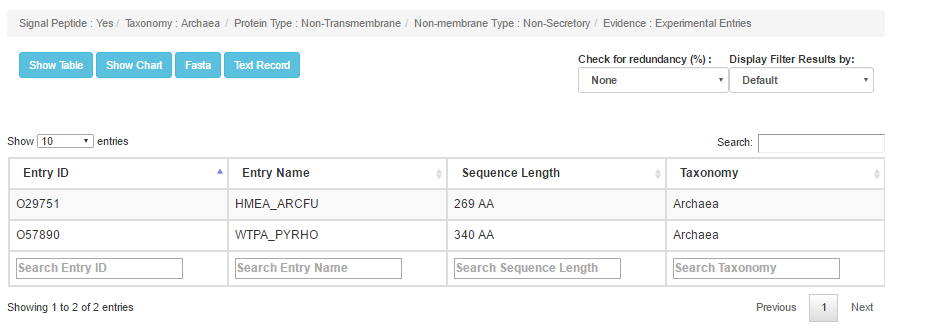 Signal Peptide : Yes / Taxonomy : Archaea / Protein Type : Non-Transmembrane / Non-membrane Type : Non-Secretory / Evidence : Experimental Entries
Show Table Show Chart Fasta Text Record
Check for redundancy (%) : Display Filter Results by:
None Default
Show 10 entries Search:
Entry ID Entry Name Sequence Length Taxonomy
O29751 HMEA_ARCFU 269 AA Archaea
O57890 WTPA_PYRHO 340 AA Archaea
Search Entry ID Search Entry Name Search Sequence Length Search Taxonomy
Showing 1 to 2 of 2 entries Previous 1 Next